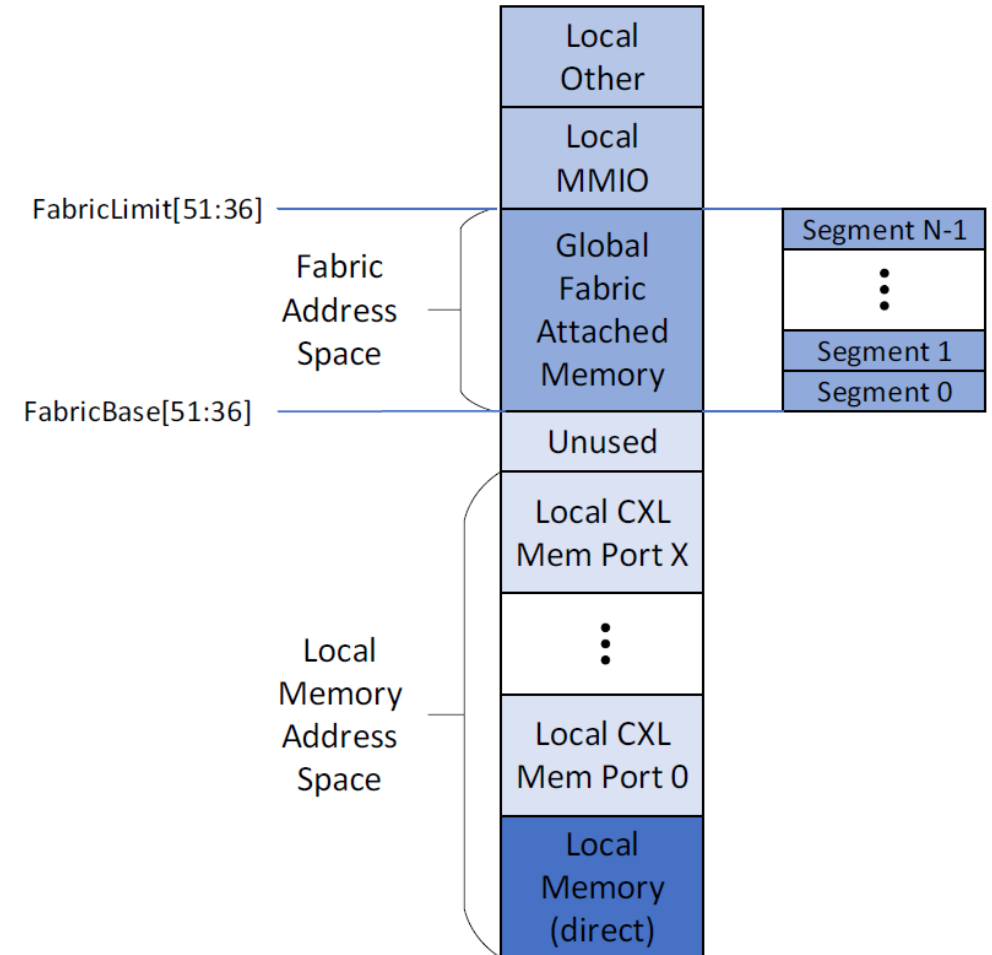 Local
Other
Local
MMIO
FabricLimit[51:36]
Segment N-1
Global
Fabric
Attached
Memory
Fabric
Address
Space
Segment 1
Segment 0
FabricBase[51:36]
Unused
Local CXL
Mem Port X
Local
Memory
Address
Space
Local CXL
Mem Port 0
Local
Memory
(direct)